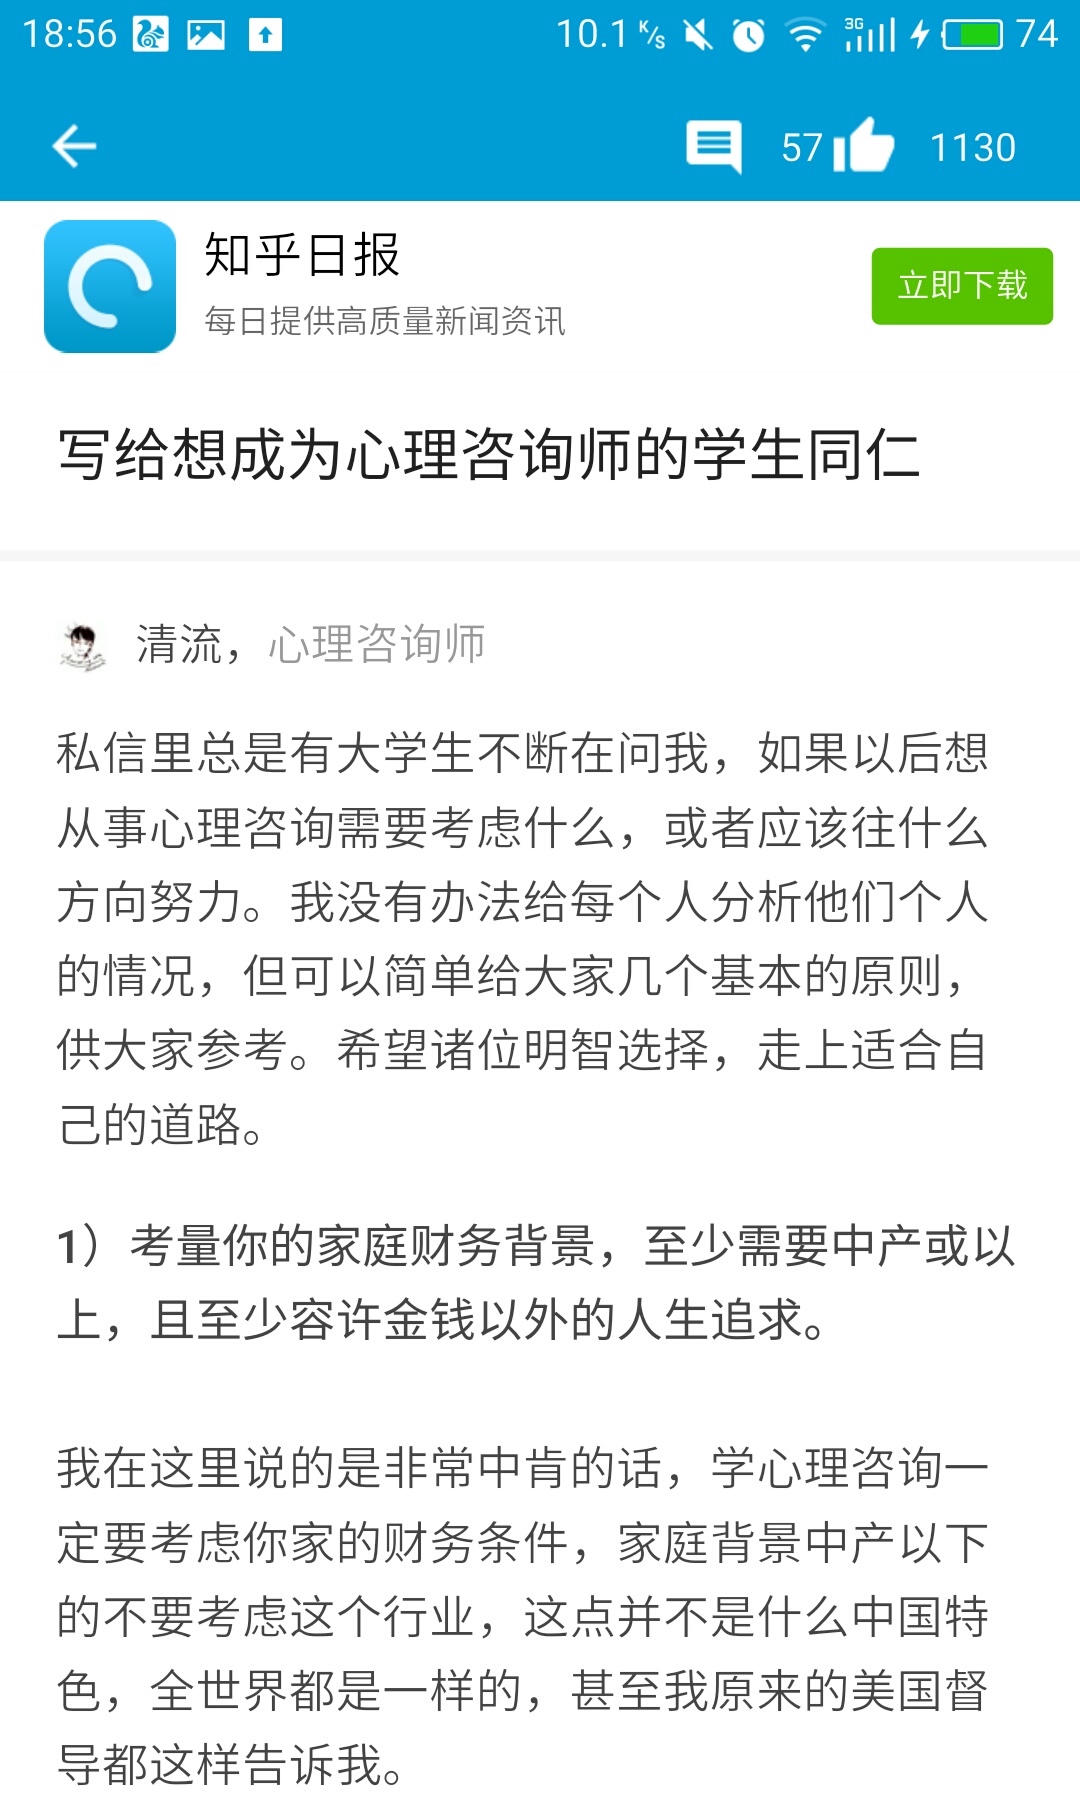 18:56 10.1 K/s 3G 74
57 1130
知乎日报
每日提供高质量新闻资讯
立即下载
写给想成为心理咨询师的学生同仁
清流，心理咨询师
私信里总是有大学生不断在问我，如果以后想
从事心理咨询需要考虑什么，或者应该往什么
方向努力。我没有办法给每个人分析他们个人
的情况，但可以简单给大家几个基本的原则，
供大家参考。希望诸位明智选择，走上适合自
己的道路。
1）考量你的家庭财务背景，至少需要中产或以
上，且至少容许金钱以外的人生追求。
我在这里说的是非常中肯的话，学心理咨询一
定要考虑你家的财务条件，家庭背景中产以下
的不要考虑这个行业，这点并不是什么中国特
色，全世界都是一样的，甚至我原来的美国督
导都这样告诉我。